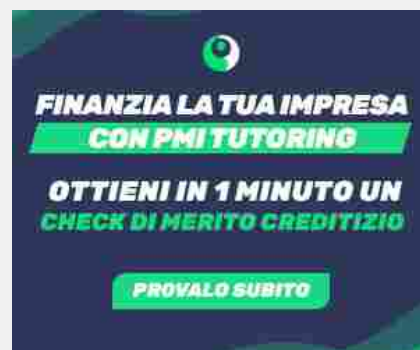 FINANZIA LA TUA IMPRESA
CON PMI TUTORING
OTTIENI IN 1 MINUTO UN
CHECK DI MERITO CREDITIZIO
PROVALO SUBITO